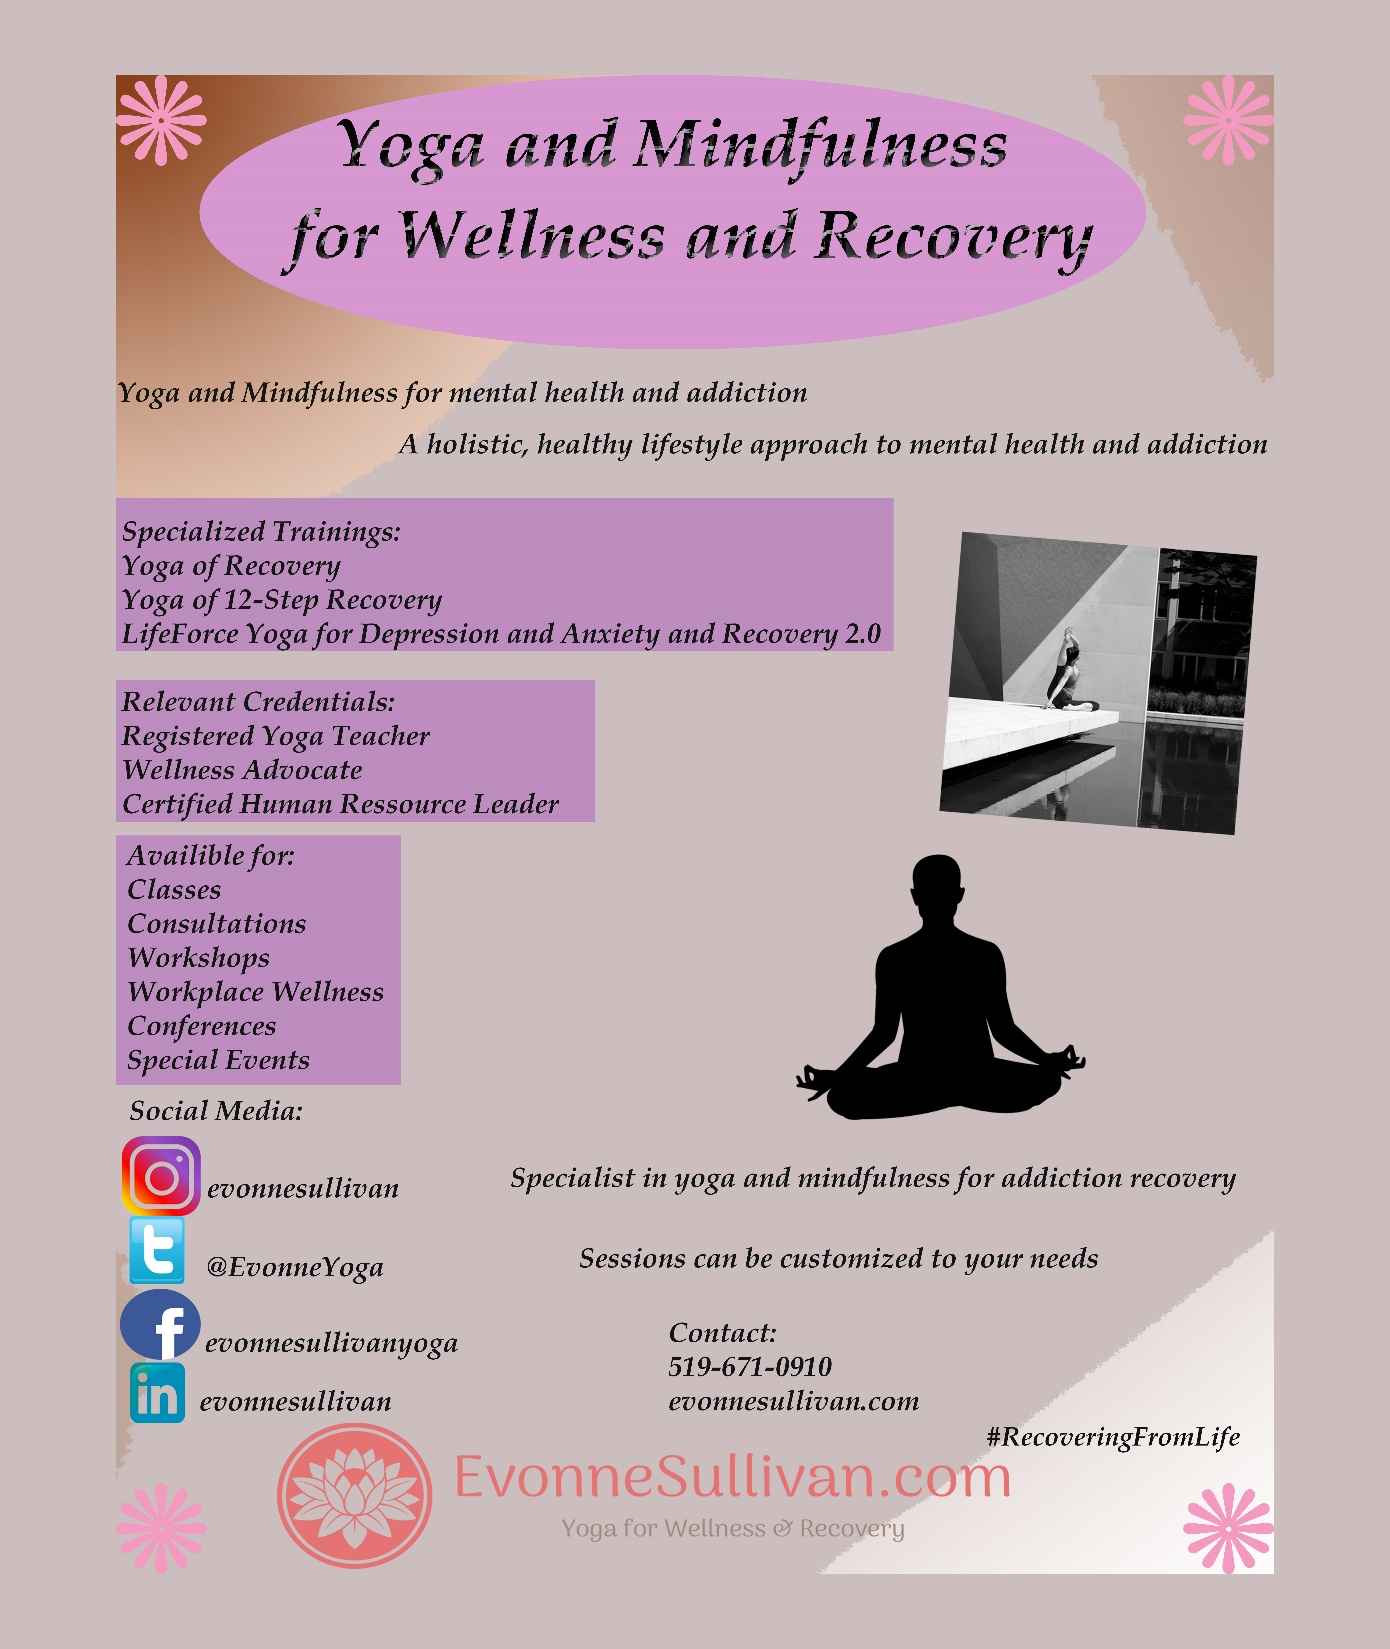 Yoga and Mindfulness
for Wellness and Recovery
Yoga and Mindfulness for mental health and addiction
A holistic, healthy lifestyle approach to mental health and addiction
Specialized Trainings:
Yoga of Recovery
Yoga of 12-Step Recovery
LifeForce Yoga for Depression and Anxiety and Recovery 2.0
Relevant Credentials:
Registered Yoga Teacher
Wellness Advocate
Certified Human Ressource Leader
Availible for:
Classes
Consultations
Workshops
Workplace Wellness
Conferences
Special Events
Social Media:
evonnesullivan
@EvonneYoga
evonnesullivanyoga
in evonnesullivan
Specialist in yoga and mindfulness for addiction recovery
Sessions can be customized to your needs
Contact:
519-671-0910
evonnesullivan.com
#RecoveringFromLife
EvonneSullivan.com
Yoga for Wellness & Recovery